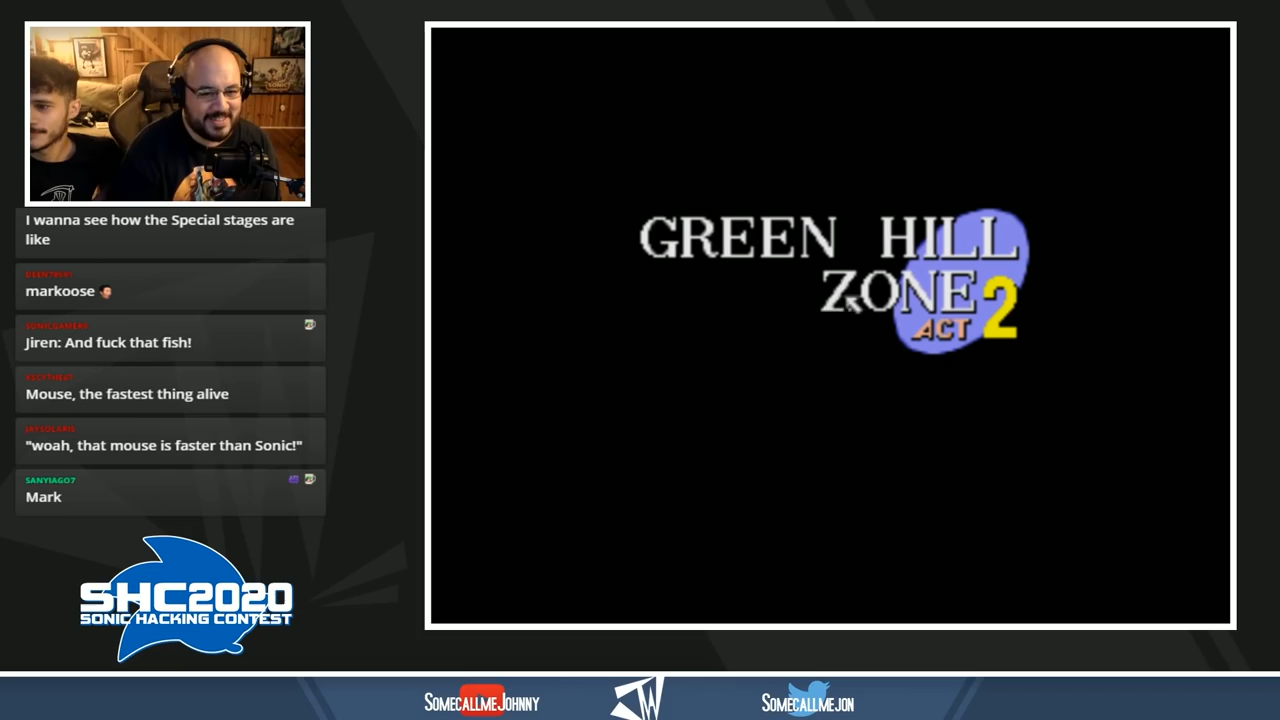 I wanna see how the Special stages are
like
markoose
SONICGAMER8
Jiren: And fuck that fish!
Mouse, the fastest thing alive
JAYSOLARIS
"woah, that mouse is faster than Sonic!"
SANYIAGO7
Mark
GREEN HILL
ZONE
ACT 2
SHC2020
SONIC HACKING CONTEST
SOMECALLMEJOHNNY
SOMECALLMEJON